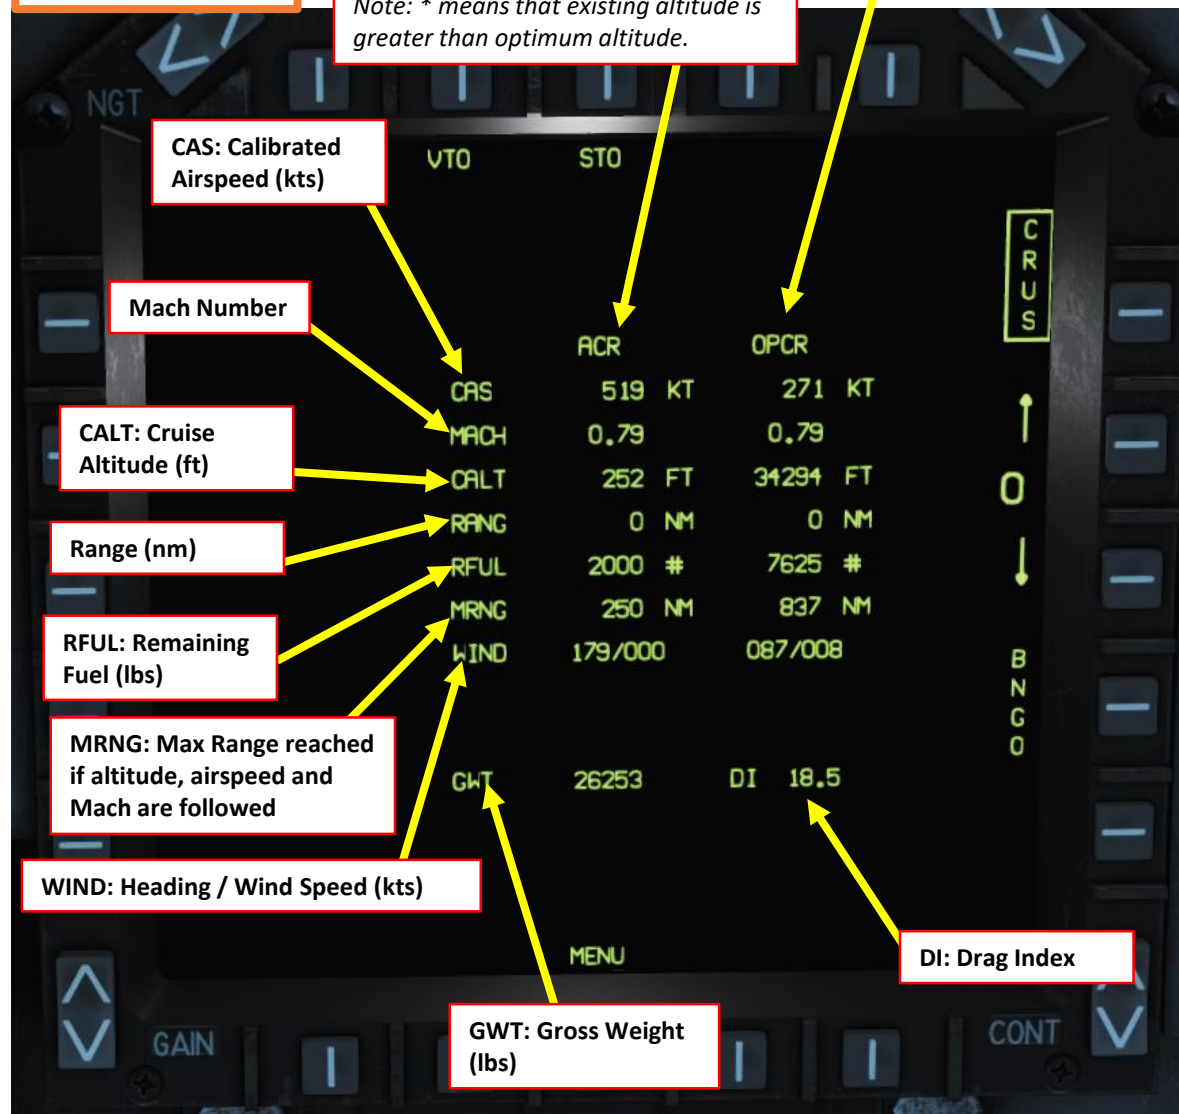 Note: * means that existing altitude is
greater than optimum altitude.
NGT
CAS: Calibrated
Airspeed (kts)
VTO STO
C
R
U
S
Mach Number
ACR OPCR
CAS 519 KT 271 KT
MACH 0.79 0.79
CALT: Cruise
Altitude (ft)
CALT 252 FT 34294 FT
0
RANG 0 NM 0 NM
Range (nm)
RFUL 2000 # 7625 #
MRNG 250 NM 837 NM
RFUL: Remaining
Fuel (lbs)
WIND 179/000 087/008
B
N
G
O
MRNG: Max Range reached
if altitude, airspeed and
Mach are followed
GWT 26253 DI 18.5
WIND: Heading / Wind Speed (kts)
MENU
DI: Drag Index
GWT: Gross Weight
(lbs)
GAIN
CONT